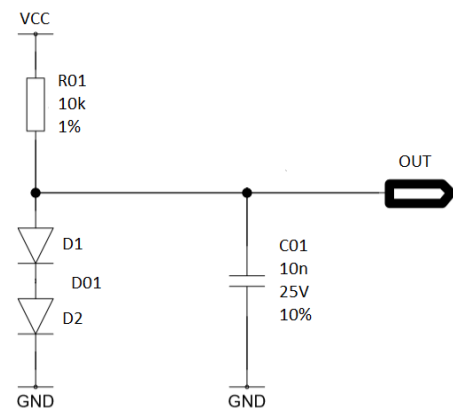 VCC
R01
10k
1%
OUT
D1
D01
D2
C01
10n
25V
10%
GND
GND